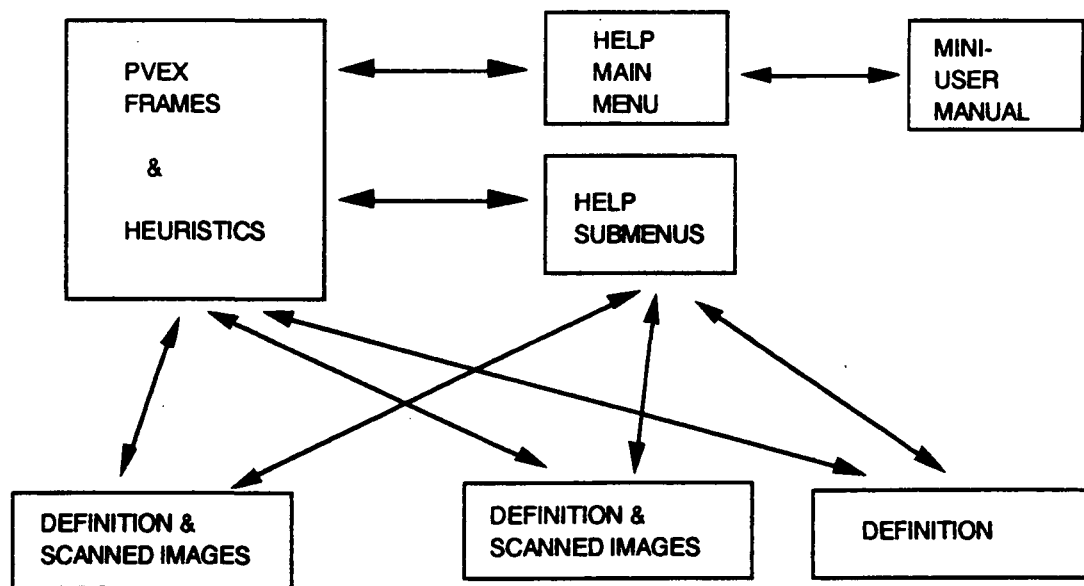 PVEX
FRAMES
&
HEURISTICS
HELP
MAIN
MENU
MINI-
USER
MANUAL
HELP
SUBMENUS
DEFINITION &
SCANNED IMAGES
DEFINITION &
SCANNED IMAGES
DEFINITION